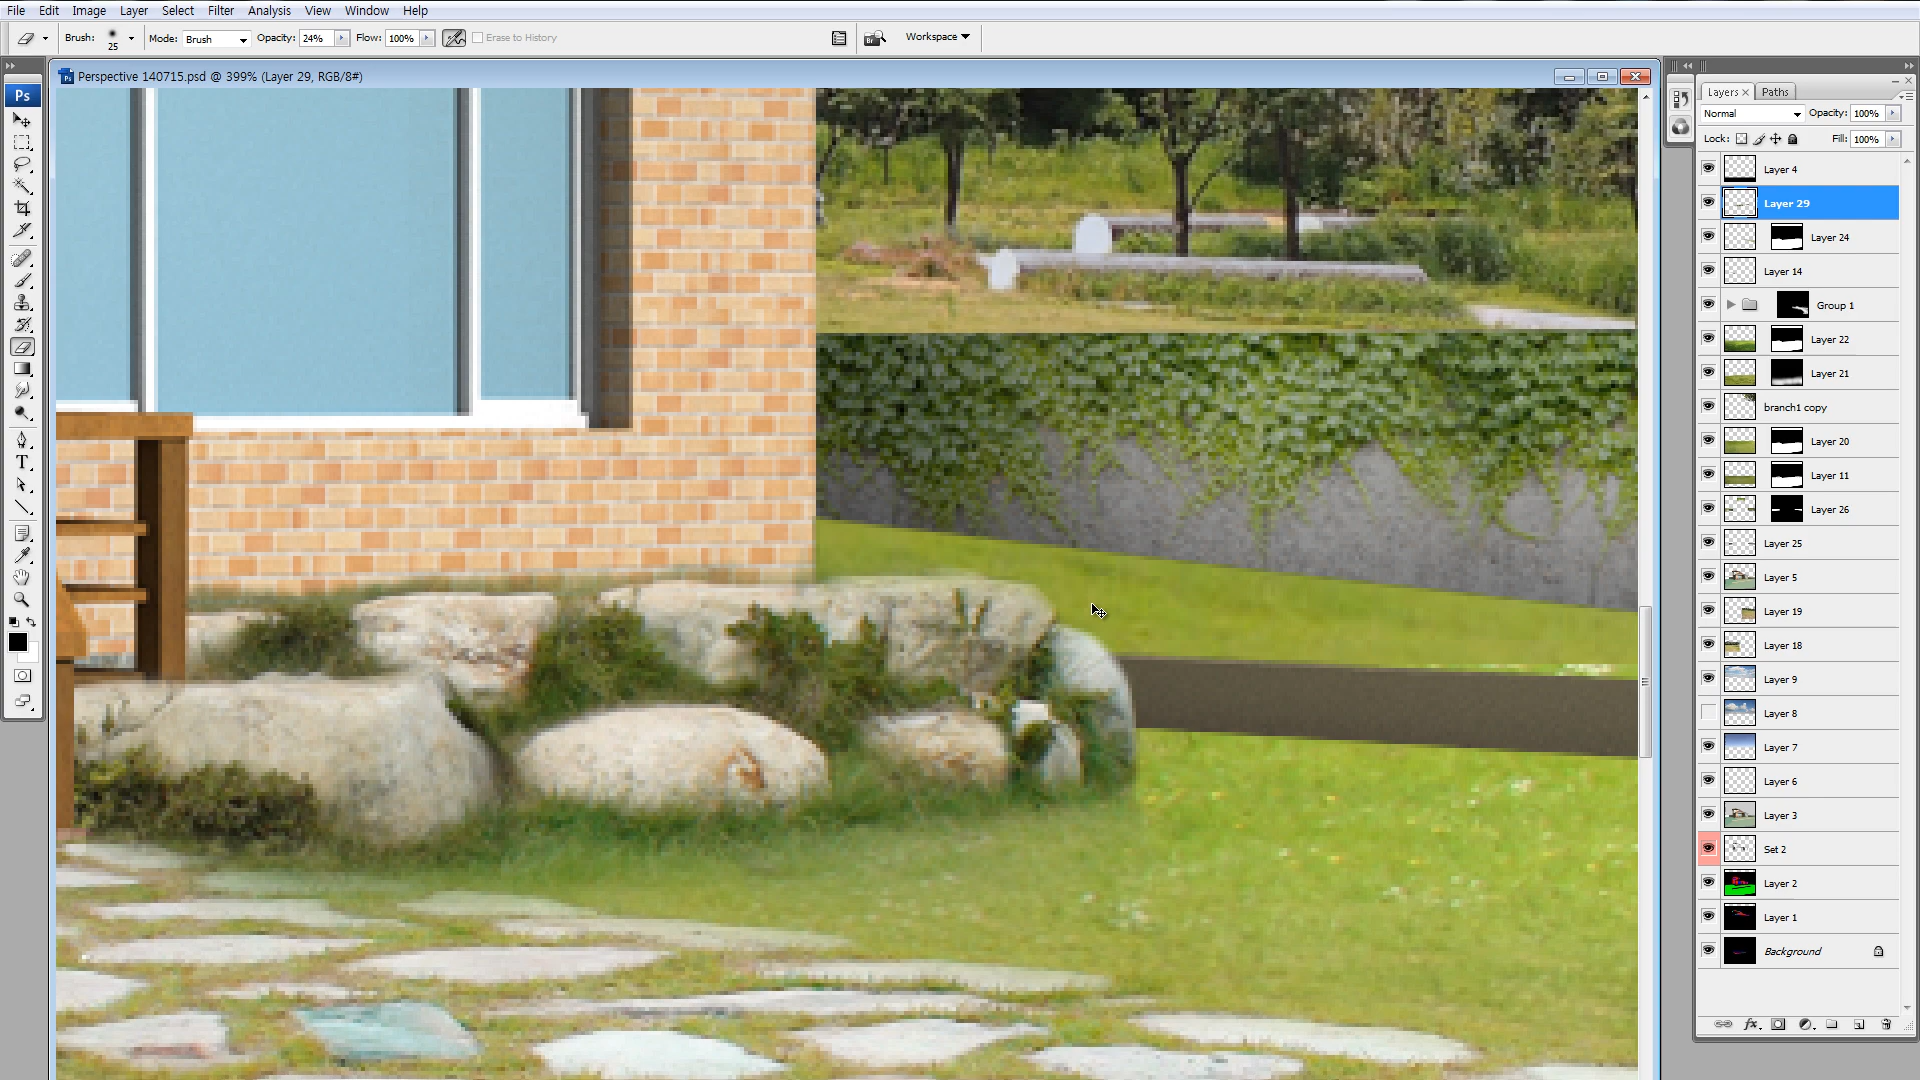 File Edit Image Layer Select Filter Analysis View Window Help
Brush: 25 Mode: Brush Opacity: 24% Flow: 100% Erase to History Workspace
Ps
Perspective 140715.psd @ 399% (Layer 29, RGB/8#)
Layers Paths
Normal Opacity: 100%
Lock: Fill: 100%
Layer 4
Layer 29
Layer 24
Layer 14
Group 1
Layer 22
Layer 21
branch1 copy
Layer 20
Layer 11
Layer 26
Layer 25
Layer 5
Layer 19
Layer 18
Layer 9
Layer 8
Layer 7
Layer 6
Layer 3
Set 2
Layer 2
Layer 1
Background